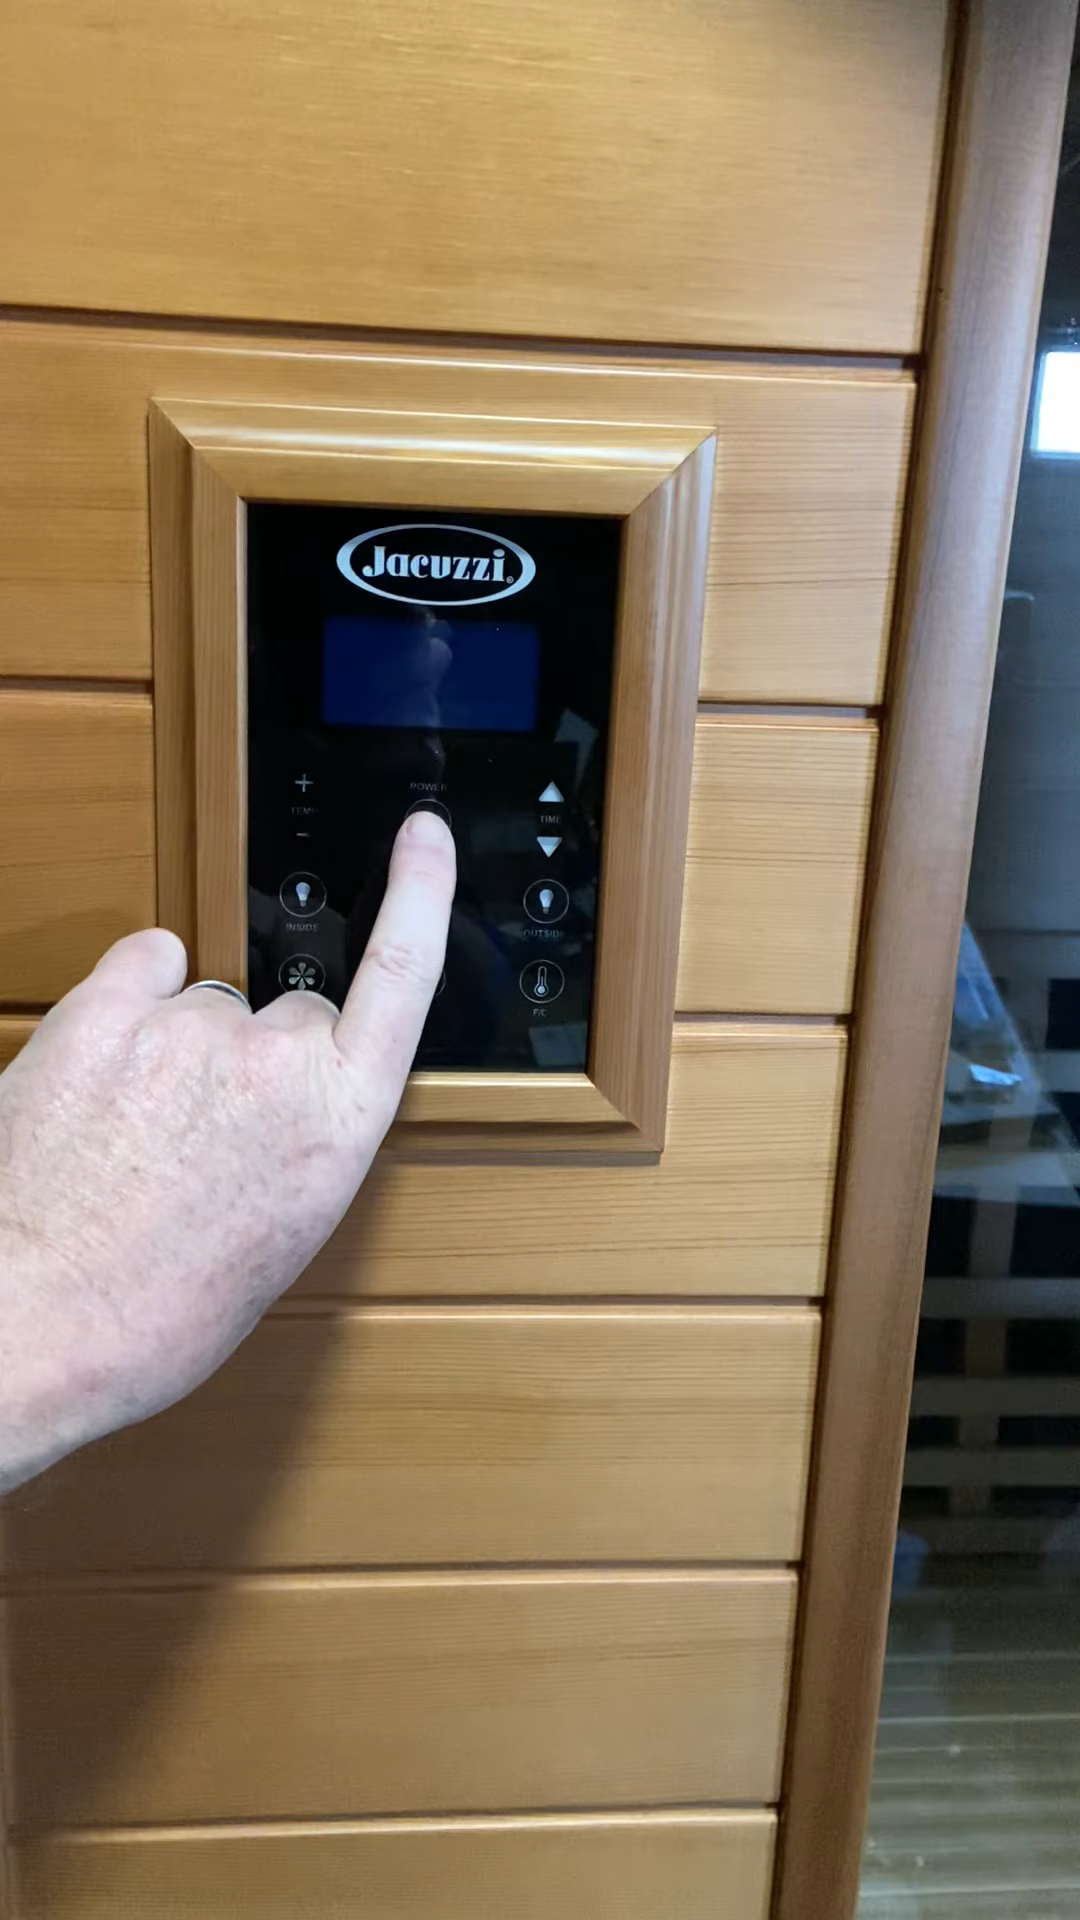 Jacuzzi®
POWER
+
TEMP
-
TIME
INSIDE
OUTSIDE
F/C